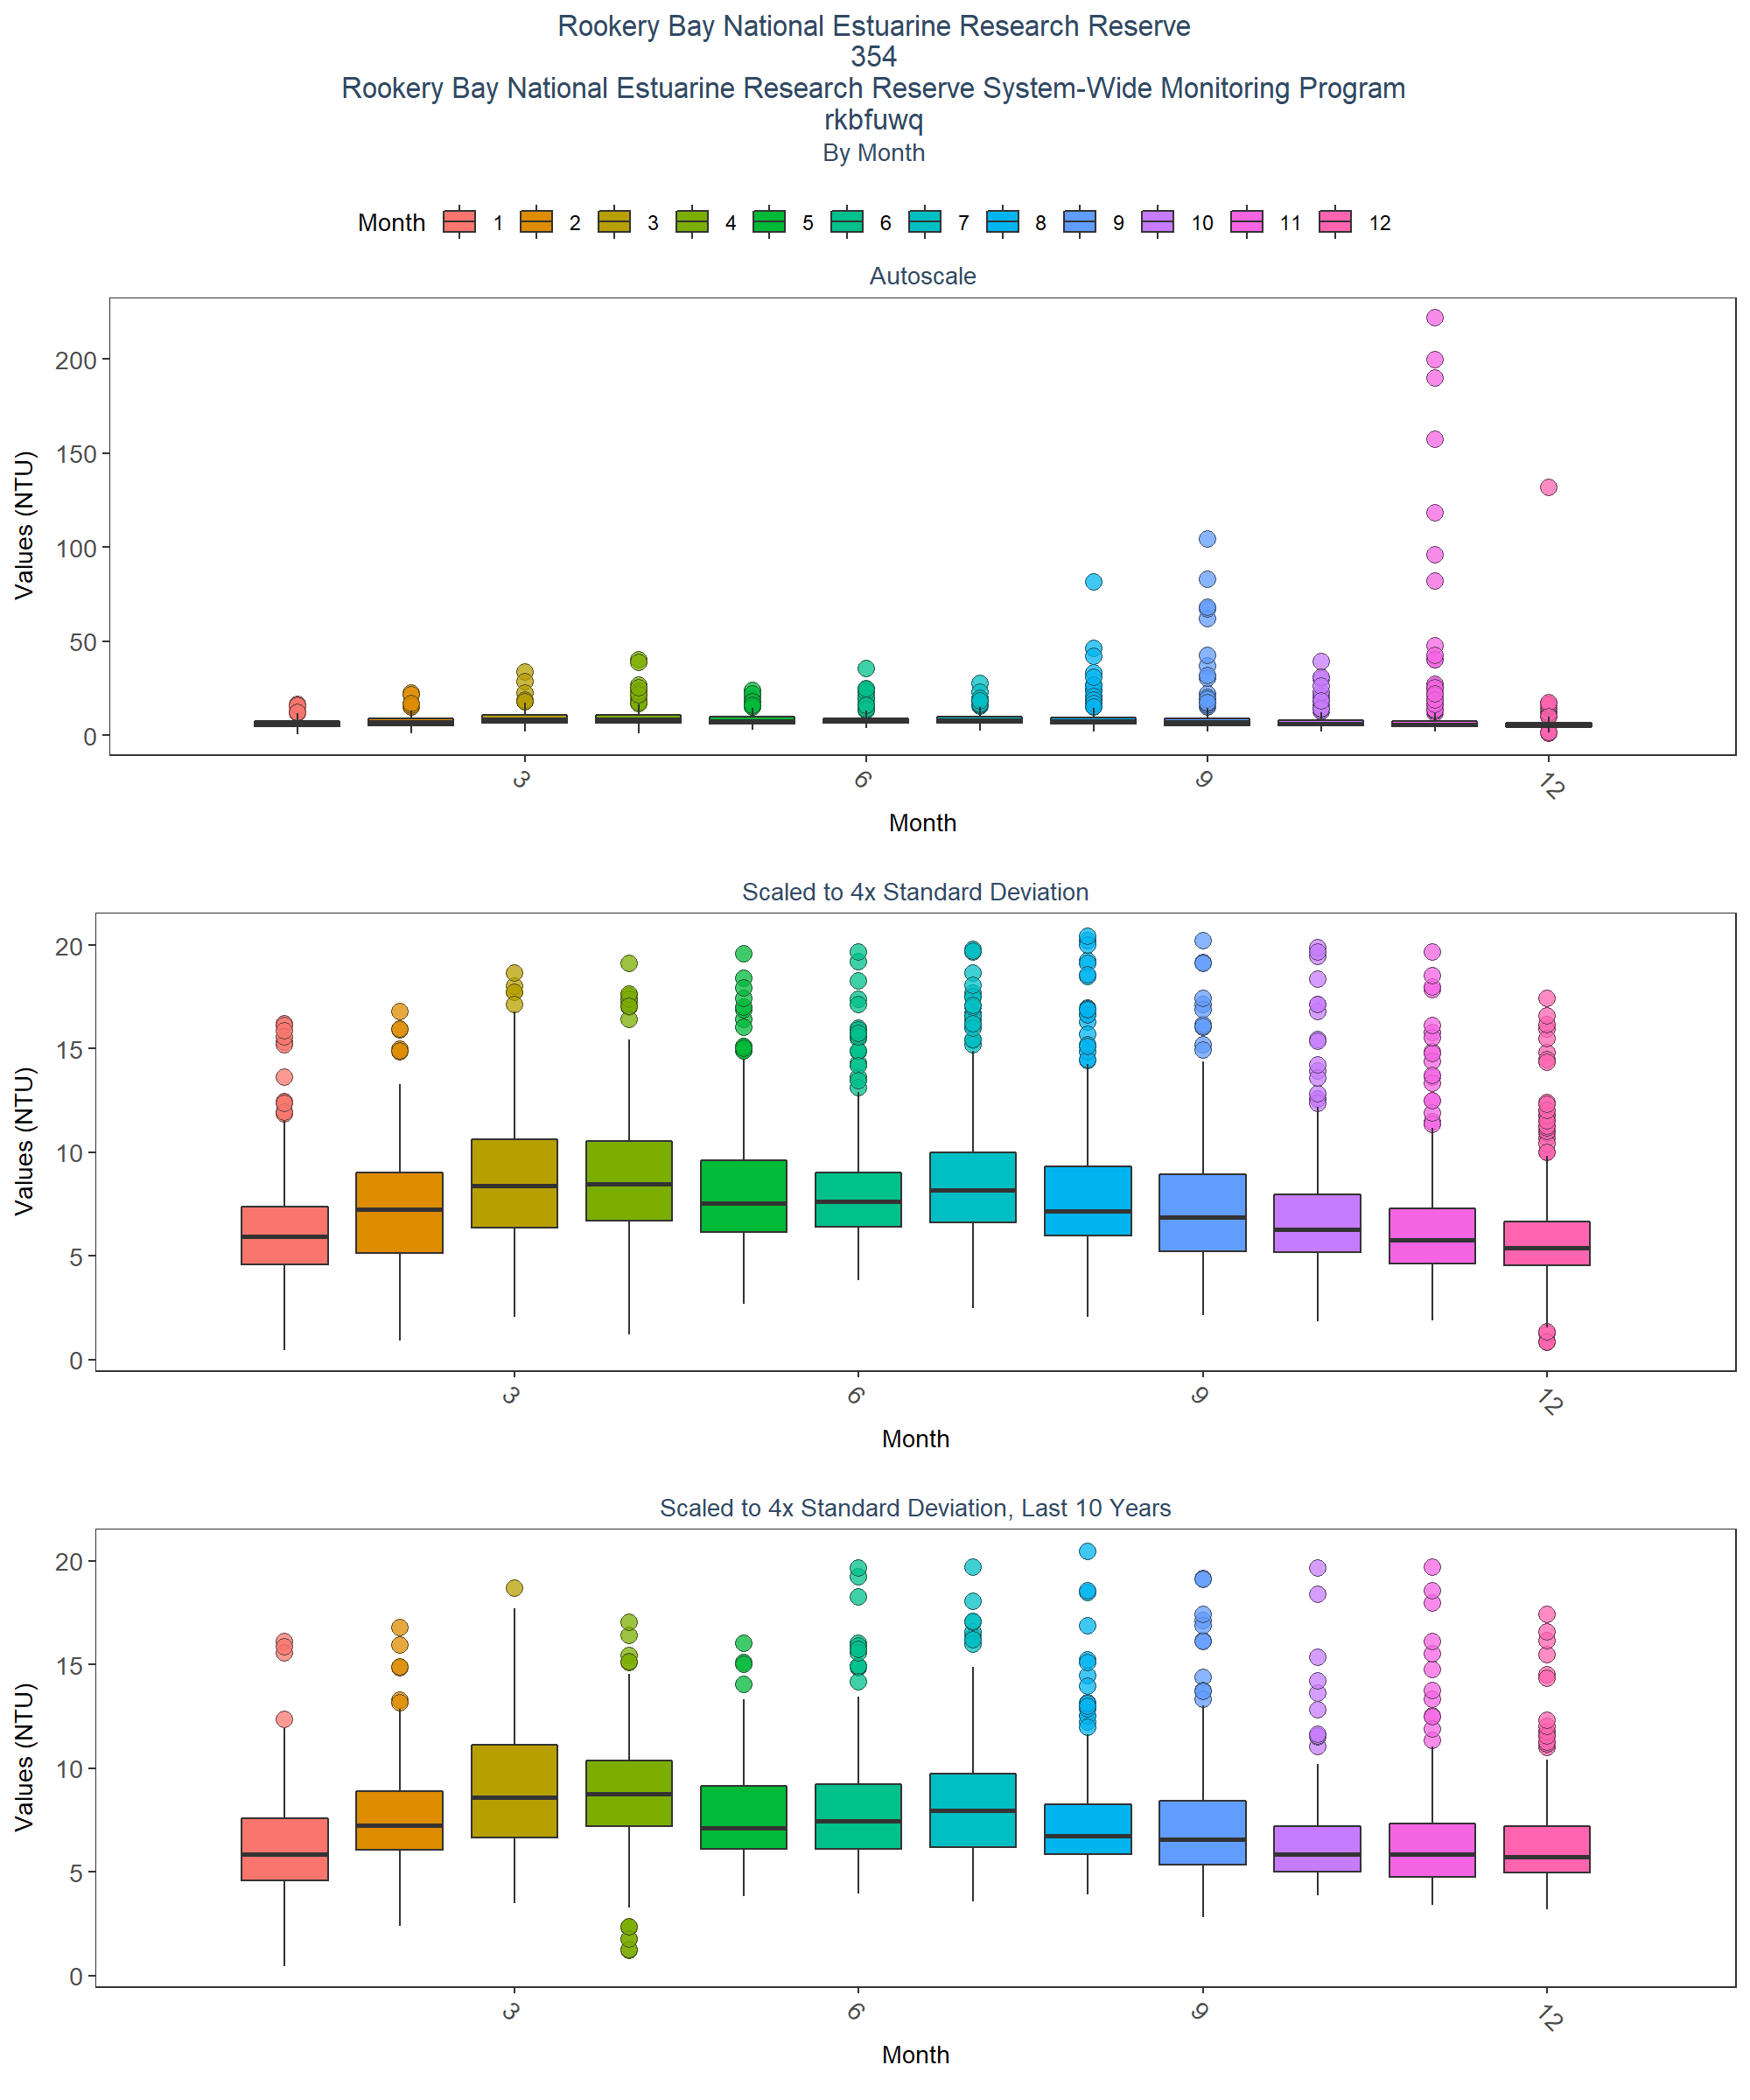 Rookery Bay National Estuarine Research Reserve
354
Rookery Bay National Estuarine Research Reserve System-Wide Monitoring Program
rkbfuwq
By Month
Month 1 2 3 4 5 6 7 8 9 10 11 12
Autoscale
Values (NTU)
200
150
100
50
0
3 6 9 12
Month
Scaled to 4x Standard Deviation
Values (NTU)
20
15
10
5
0
3 6 9 12
Month
Scaled to 4x Standard Deviation, Last 10 Years
Values (NTU)
20
15
10
5
0
3 6 9 12
Month